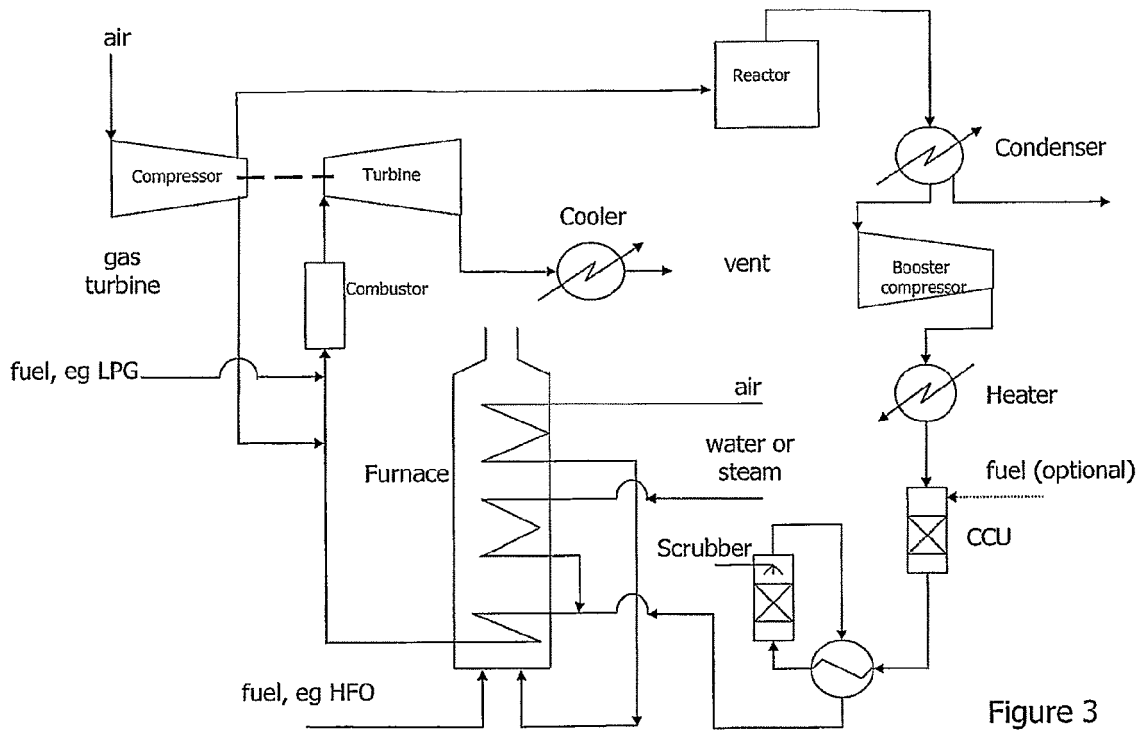 air
Reactor
Condenser
Compressor
Turbine
Cooler
gas
turbine
vent
Booster
compressor
Combustor
fuel, eg LPG
air
Heater
water or
steam
Furnace
fuel (optional)
CCU
Scrubber
fuel, eg HFO
Figure 3